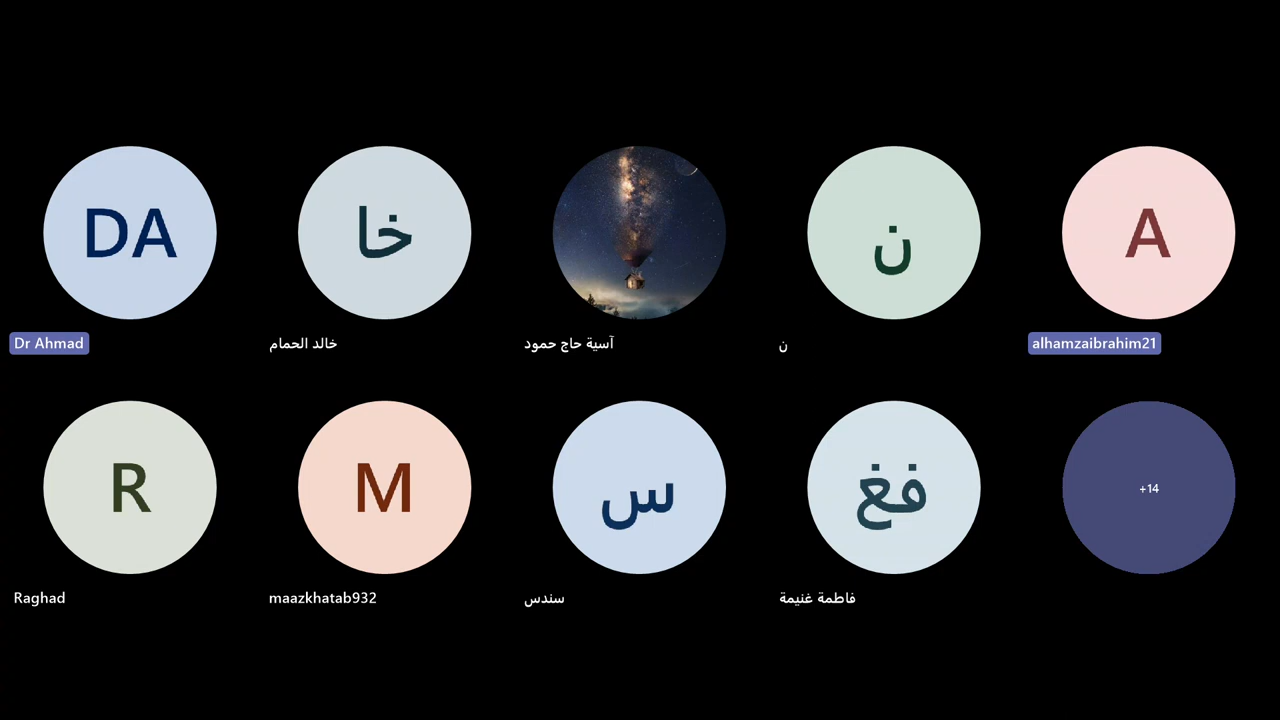 DA
خا
ن
A
Dr Ahmad
خالد الحمام
آسية حاج حمود
ن
alhamzaibrahim21
R
M
س
فغ
+14
Raghad
maazkhatab932
سندس
فاطمة غنيمة